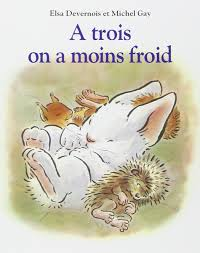 Elsa Devernois et Michel Gay
A trois
on a moins froid